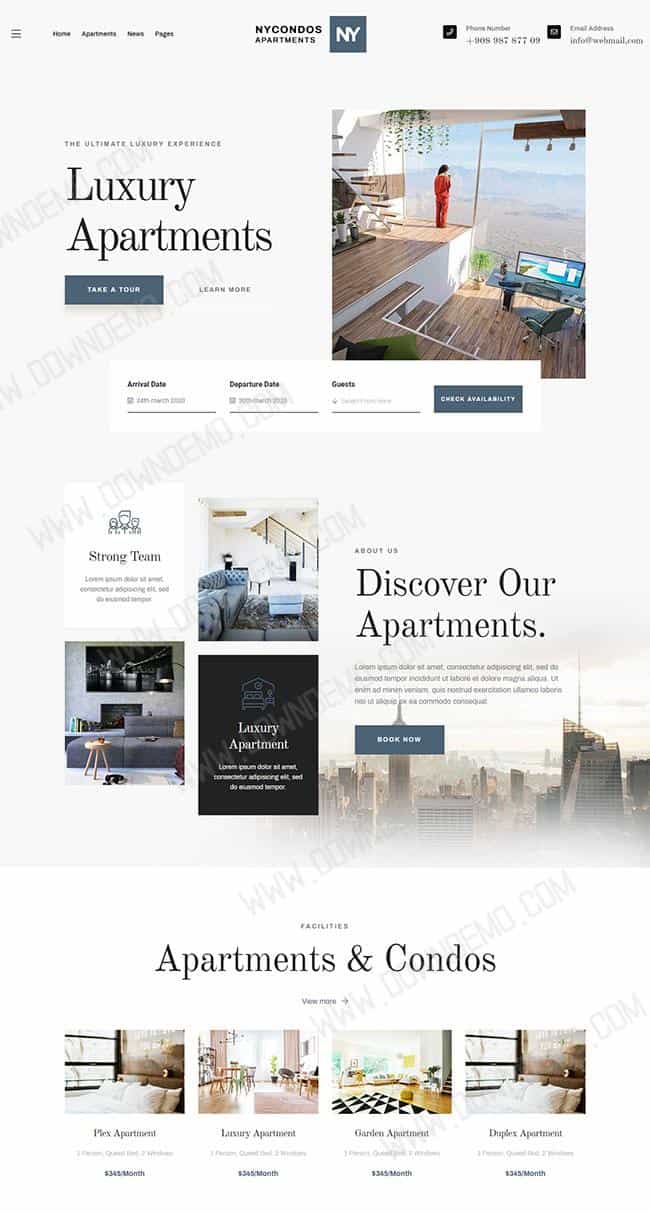 Home Apartments News Pages
NYCONDOS
APARTMENTS
NY
Phone Number
+908 987 877 09
Email Address
info@webmail.com
THE ULTIMATE LUXURY EXPERIENCE
Luxury
Apartments
TAKE A TOUR
LEARN MORE
Arrival Date
24th march 2020
Departure Date
30th march 2020
Guests
Select From Here
CHECK AVAILABILITY
Strong Team
Lorem ipsum dolor sit amet,
consectetur adipiscing elit, sed
do eiusmod tempor.
Luxury
Apartment
Lorem ipsum dolor sit amet,
consectetur adipiscing elit, sed
do eiusmod tempor.
ABOUT US
Discover Our
Apartments.
Lorem ipsum dolor sit amet, consectetur adipiscing elit, sed do
eiusmod tempor incididunt ut labore et dolore magna aliqua. Ut
enim ad minim veniam, quis nostrud exercitation ullamco laboris
nisi ut aliquip ex ea commodo consequat
BOOK NOW
FACILITIES
Apartments & Condos
View more
Plex Apartment
1 Person, Queed Bed, 2 Windows
$345/Month
Luxury Apartment
1 Person, Queed Bed, 2 Windows
$345/Month
Garden Apartment
1 Person, Queed Bed, 2 Windows
$345/Month
Duplex Apartment
1 Person, Queed Bed, 2 Windows
$345/Month
WWW.DOWNDEMO.COM